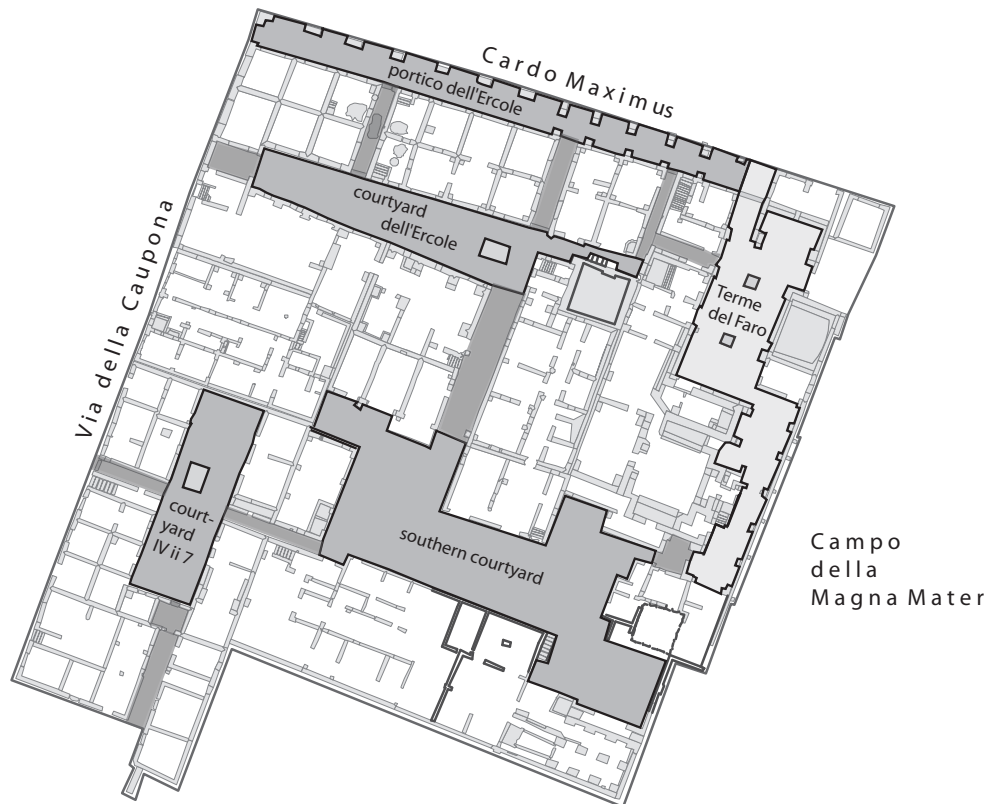 Cardo Maximus
portico dell'Ercole
courtyard
dell'Ercole
Via della Caupona
Terme
del Faro
court-
yard
IV ii 7
southern courtyard
Campo
della
Magna Mater